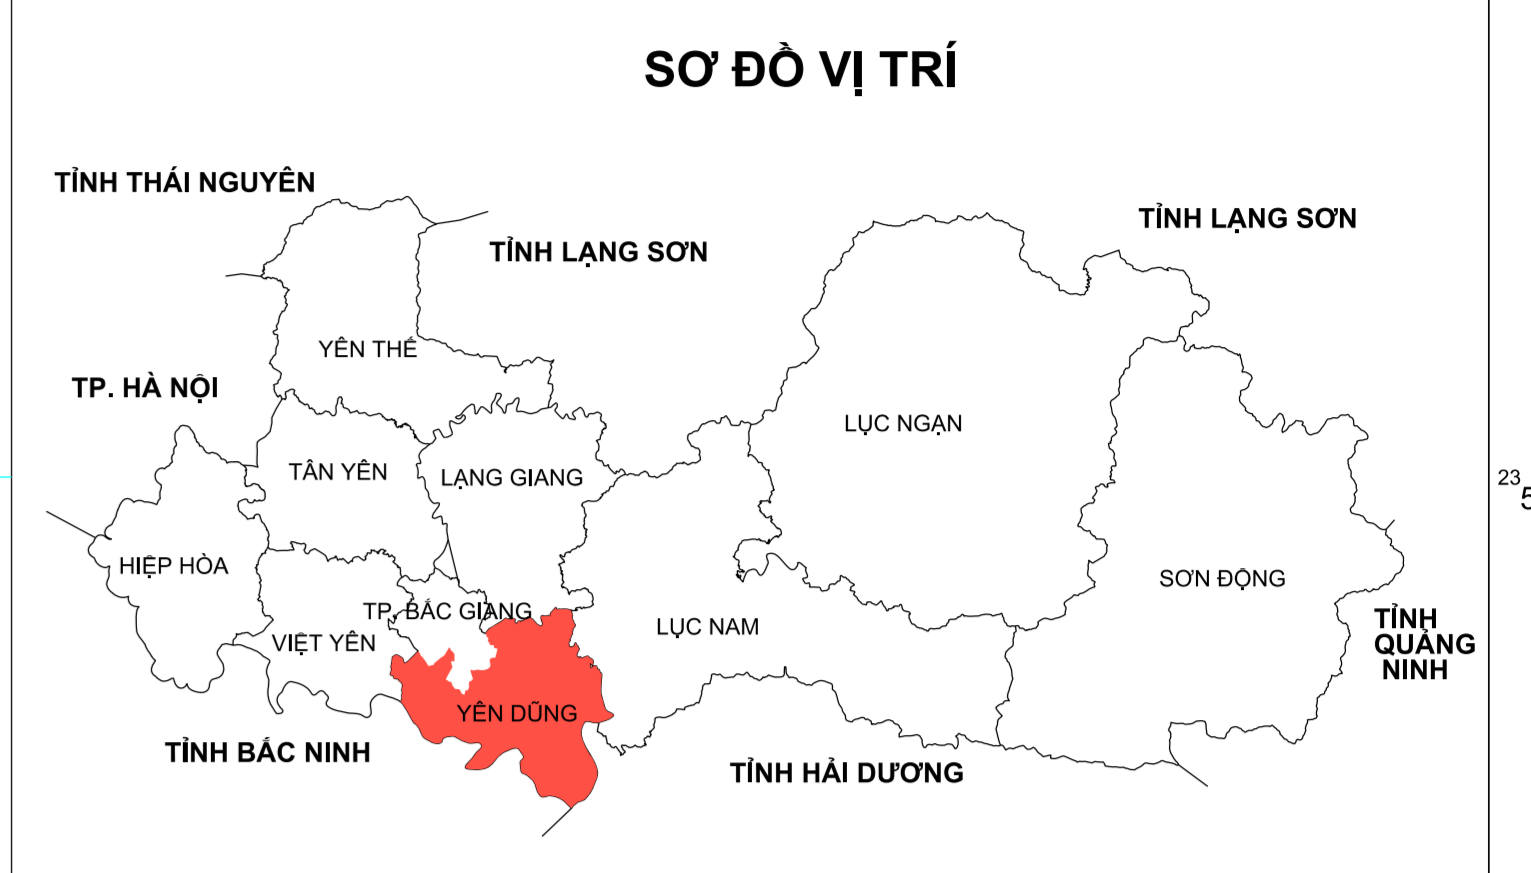 SƠ ĐỒ VỊ TRÍ
TỈNH THÁI NGUYÊN
TỈNH LẠNG SƠN
TỈNH LẠNG SƠN
YÊN THẾ
TP. HÀ NỘI
LỤC NGẠN
TÂN YÊN
LẠNG GIANG
23
5
HIỆP HÒA
SƠN ĐỘNG
TP. BẮC GIANG
LỤC NAM
TỈNH
QUẢNG
NINH
VIỆT YÊN
YÊN DŨNG
TỈNH BẮC NINH
TỈNH HẢI DƯƠNG